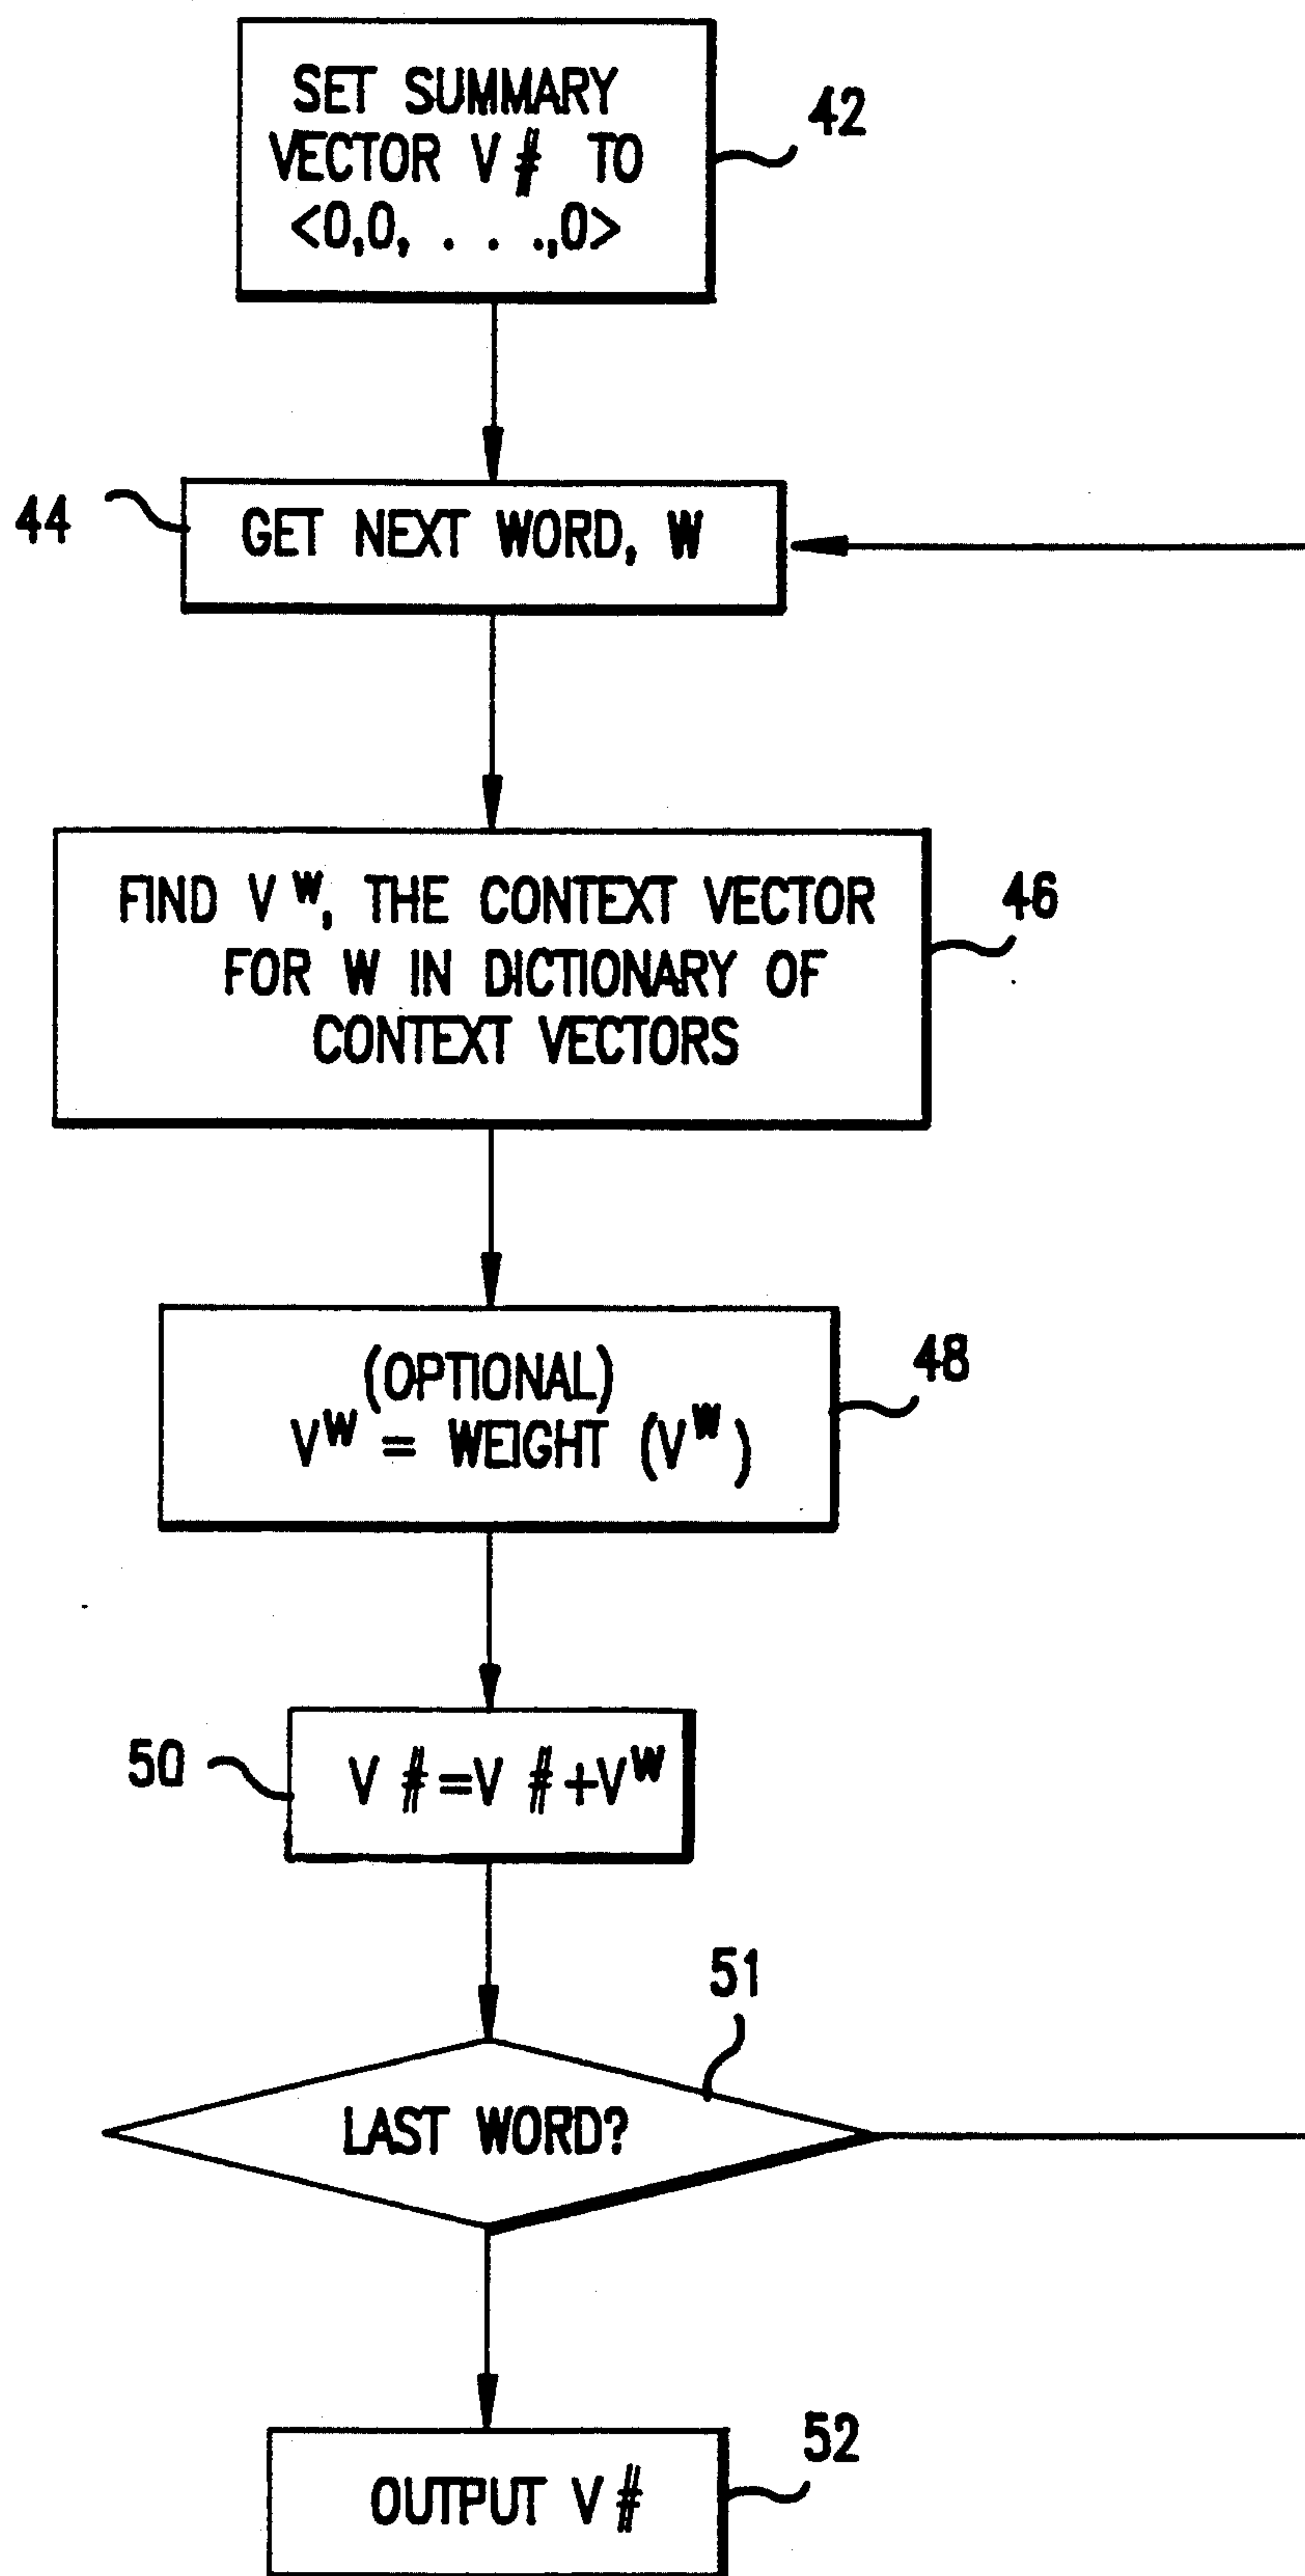 SET SUMMARY
VECTOR V # TO
<0,0, . . .,0>
42
44
GET NEXT WORD, W
FIND V^W, THE CONTEXT VECTOR
FOR W IN DICTIONARY OF
CONTEXT VECTORS
46
(OPTIONAL)
V^W = WEIGHT (V^W)
48
50
V #=V #+V^W
51
LAST WORD?
52
OUTPUT V #